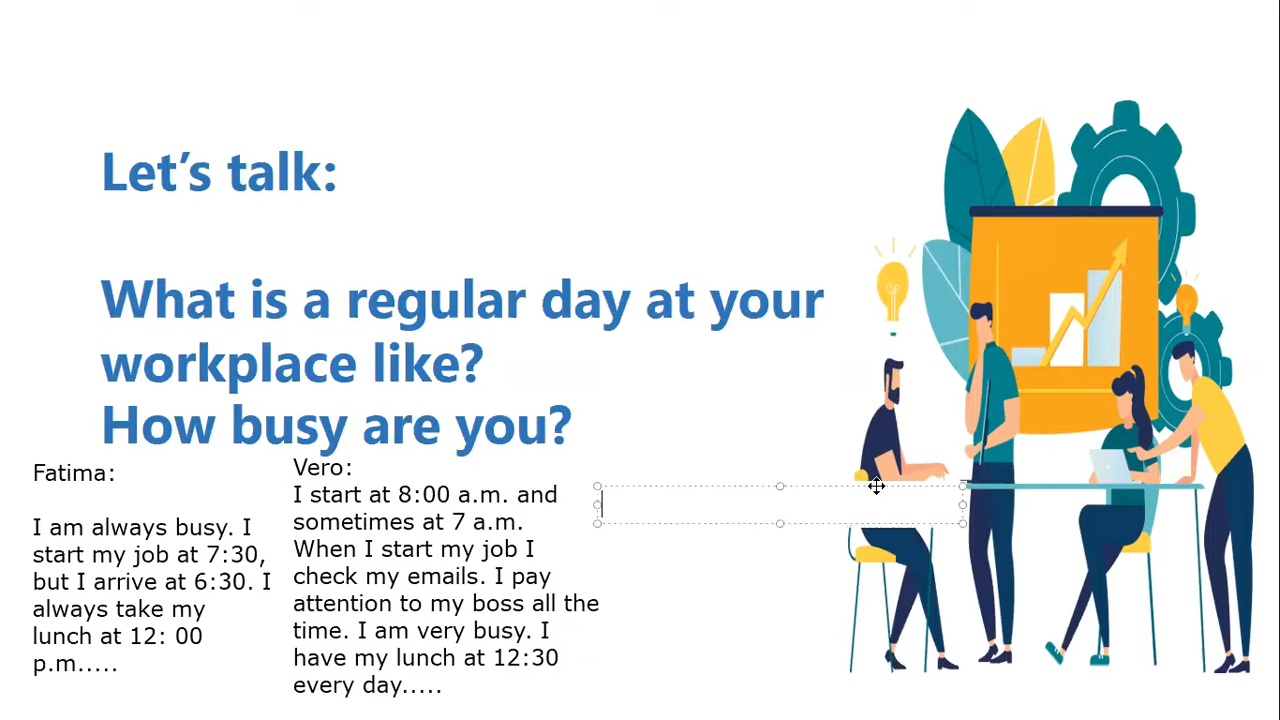 Let's talk:
What is a regular day at your
workplace like?
How busy are you?
Fatima:
I am always busy. I
start my job at 7:30,
but I arrive at 6:30. I
always take my
lunch at 12: 00
p.m.....
Vero:
I start at 8:00 a.m. and
sometimes at 7 a.m.
When I start my job I
check my emails. I pay
attention to my boss all the
time. I am very busy. I
have my lunch at 12:30
every day.....